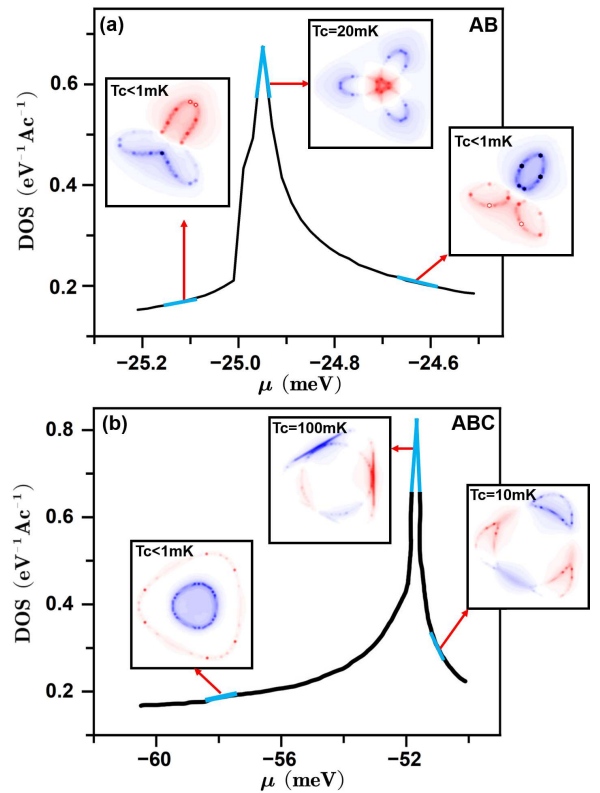 (a)
AB
Tc<1mK
Tc=20mK
Tc<1mK
0.6
0.4
0.2
DOS (eV⁻¹Ac⁻¹)
−25.2
−25.0
−24.8
−24.6
μ (meV)
(b)
ABC
Tc=100mK
Tc=10mK
Tc<1mK
0.8
0.6
0.4
0.2
DOS (eV⁻¹Ac⁻¹)
−60
−56
−52
μ (meV)